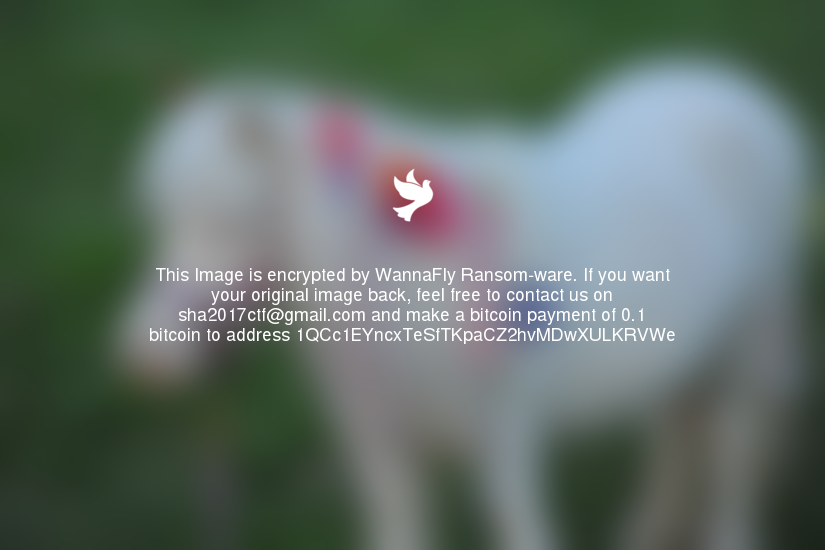 This Image is encrypted by WannaFly Ransom-ware. If you want
your original image back, feel free to contact us on
sha2017ctf@gmail.com and make a bitcoin payment of 0.1
bitcoin to address 1QCc1EYncxTeSfTKpaCZ2hvMDwXULKRVWe